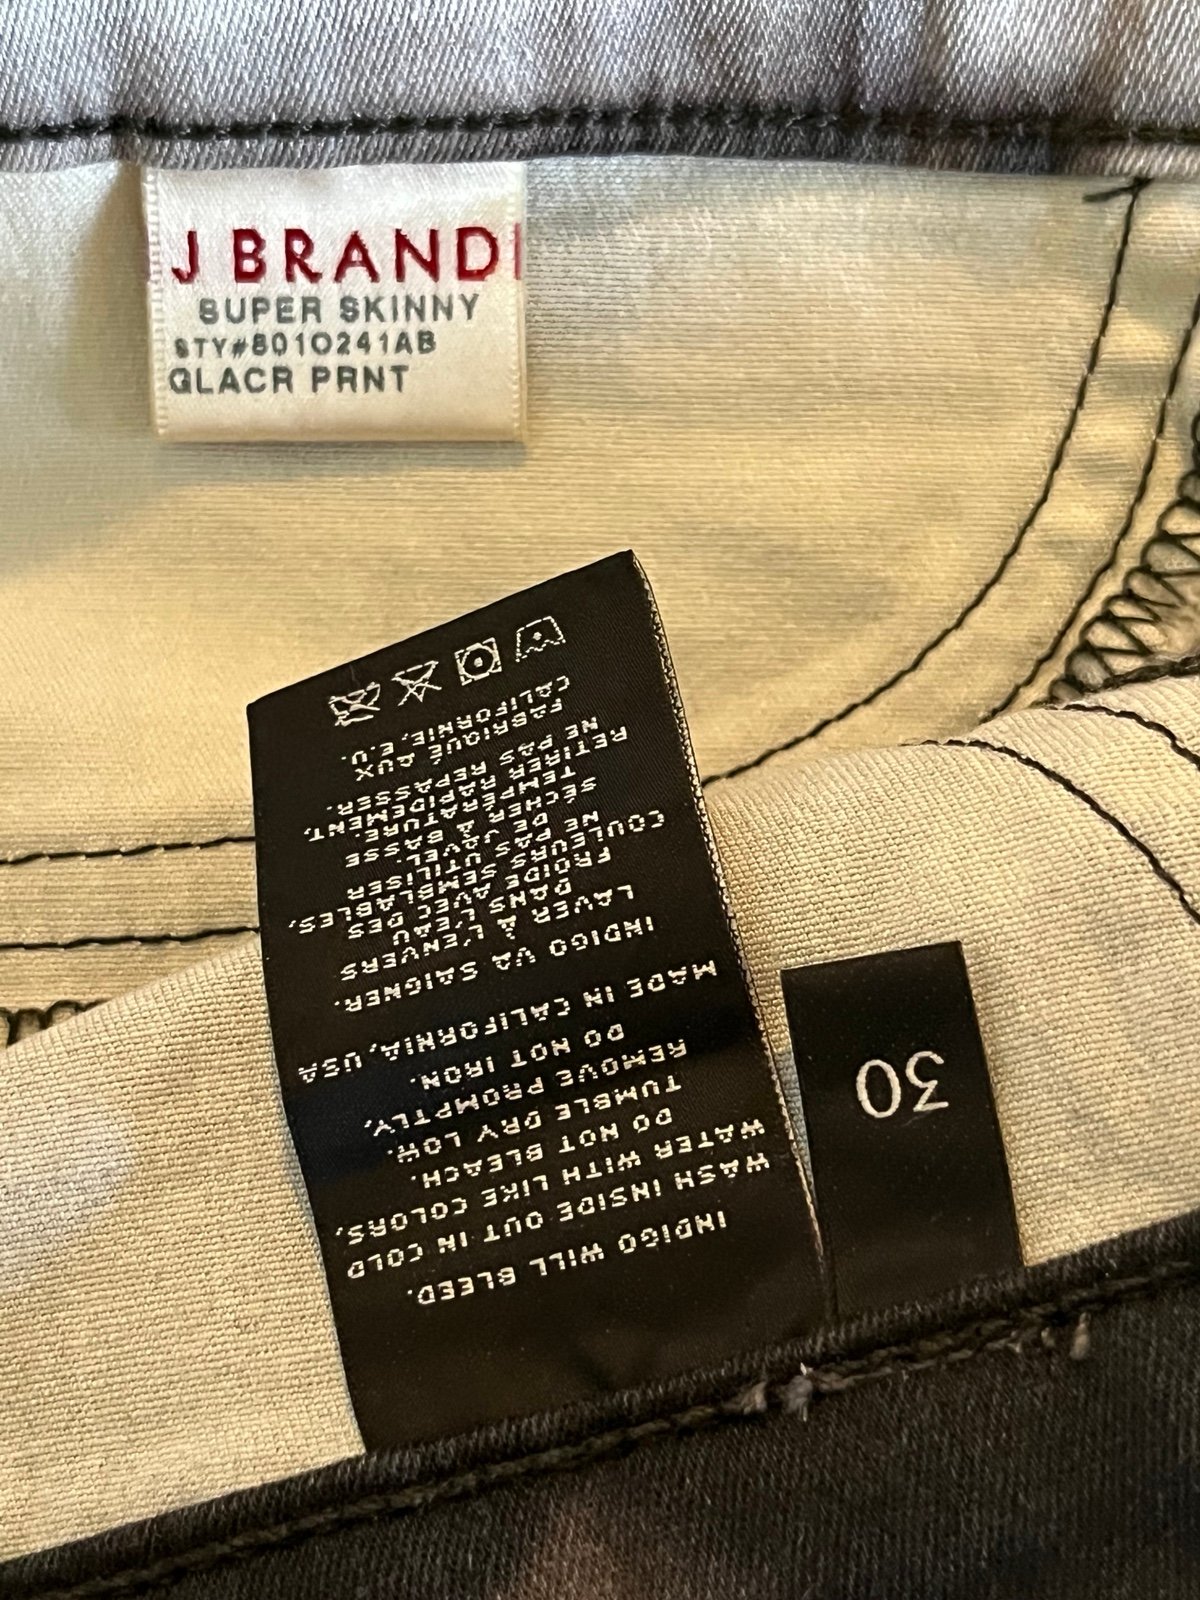 J BRAND
SUPER SKINNY
STY#8010241AB
GLACR PRNT
INDIGO WILL BLEED.
WASH INSIDE OUT IN COLD
WATER WITH LIKE COLORS,
DO NOT BLEACH.
TUMBLE DRY LOW.
REMOVE PROMPTLY.
DO NOT IRON.
MADE IN CALIFORNIA, USA
INDIGO VA SAIGNER.
LAVER À L'ENVERS
DANS L'EAU
FROIDE AVEC DES
COULEURS SEMBLABLES,
NE PAS UTILISER
DE JAVEL.
SÉCHER À BASSE
TEMPÉRATURE.
RETIRER RAPIDEMENT.
NE PAS REPASSER.
FABRIQUÉ AUX
CALIFORNIE, E.U.
30